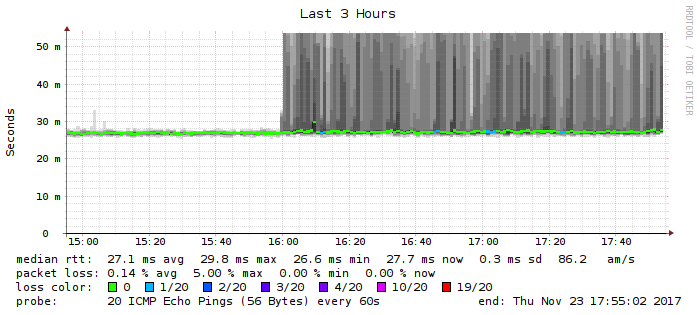 Last 3 Hours
RRDTOOL / TOBI OETIKER
Seconds
50 m
40 m
30 m
20 m
10 m
0
15:00 15:20 15:40 16:00 16:20 16:40 17:00 17:20 17:40
median rtt: 27.1 ms avg 29.8 ms max 26.6 ms min 27.7 ms now 0.3 ms sd 86.2 am/s
packet loss: 0.14 % avg 5.00 % max 0.00 % min 0.00 % now
loss color: 0 1/20 2/20 3/20 4/20 10/20 19/20
probe: 20 ICMP Echo Pings (56 Bytes) every 60s end: Thu Nov 23 17:55:02 2017